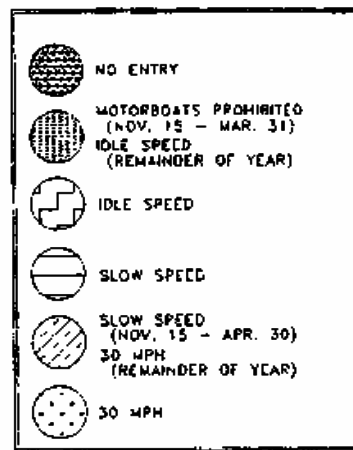 NO ENTRY
MOTORBOATS PROHIBITED
(NOV. 15 - MAR. 31)
IDLE SPEED
(REMAINDER OF YEAR)
IDLE SPEED
SLOW SPEED
SLOW SPEED
(NOV. 15 - APR. 30)
30 MPH
(REMAINDER OF YEAR)
30 MPH